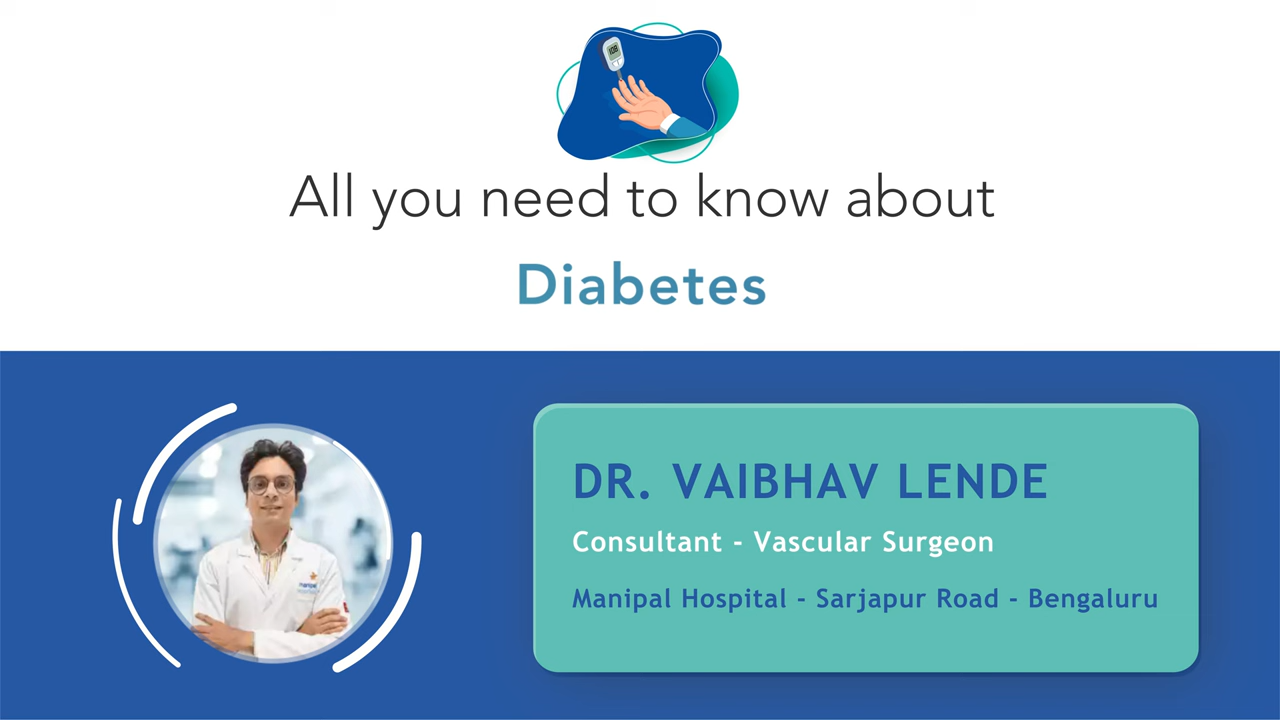 All you need to know about
Diabetes
DR. VAIBHAV LENDE
Consultant - Vascular Surgeon
Manipal Hospital - Sarjapur Road - Bengaluru